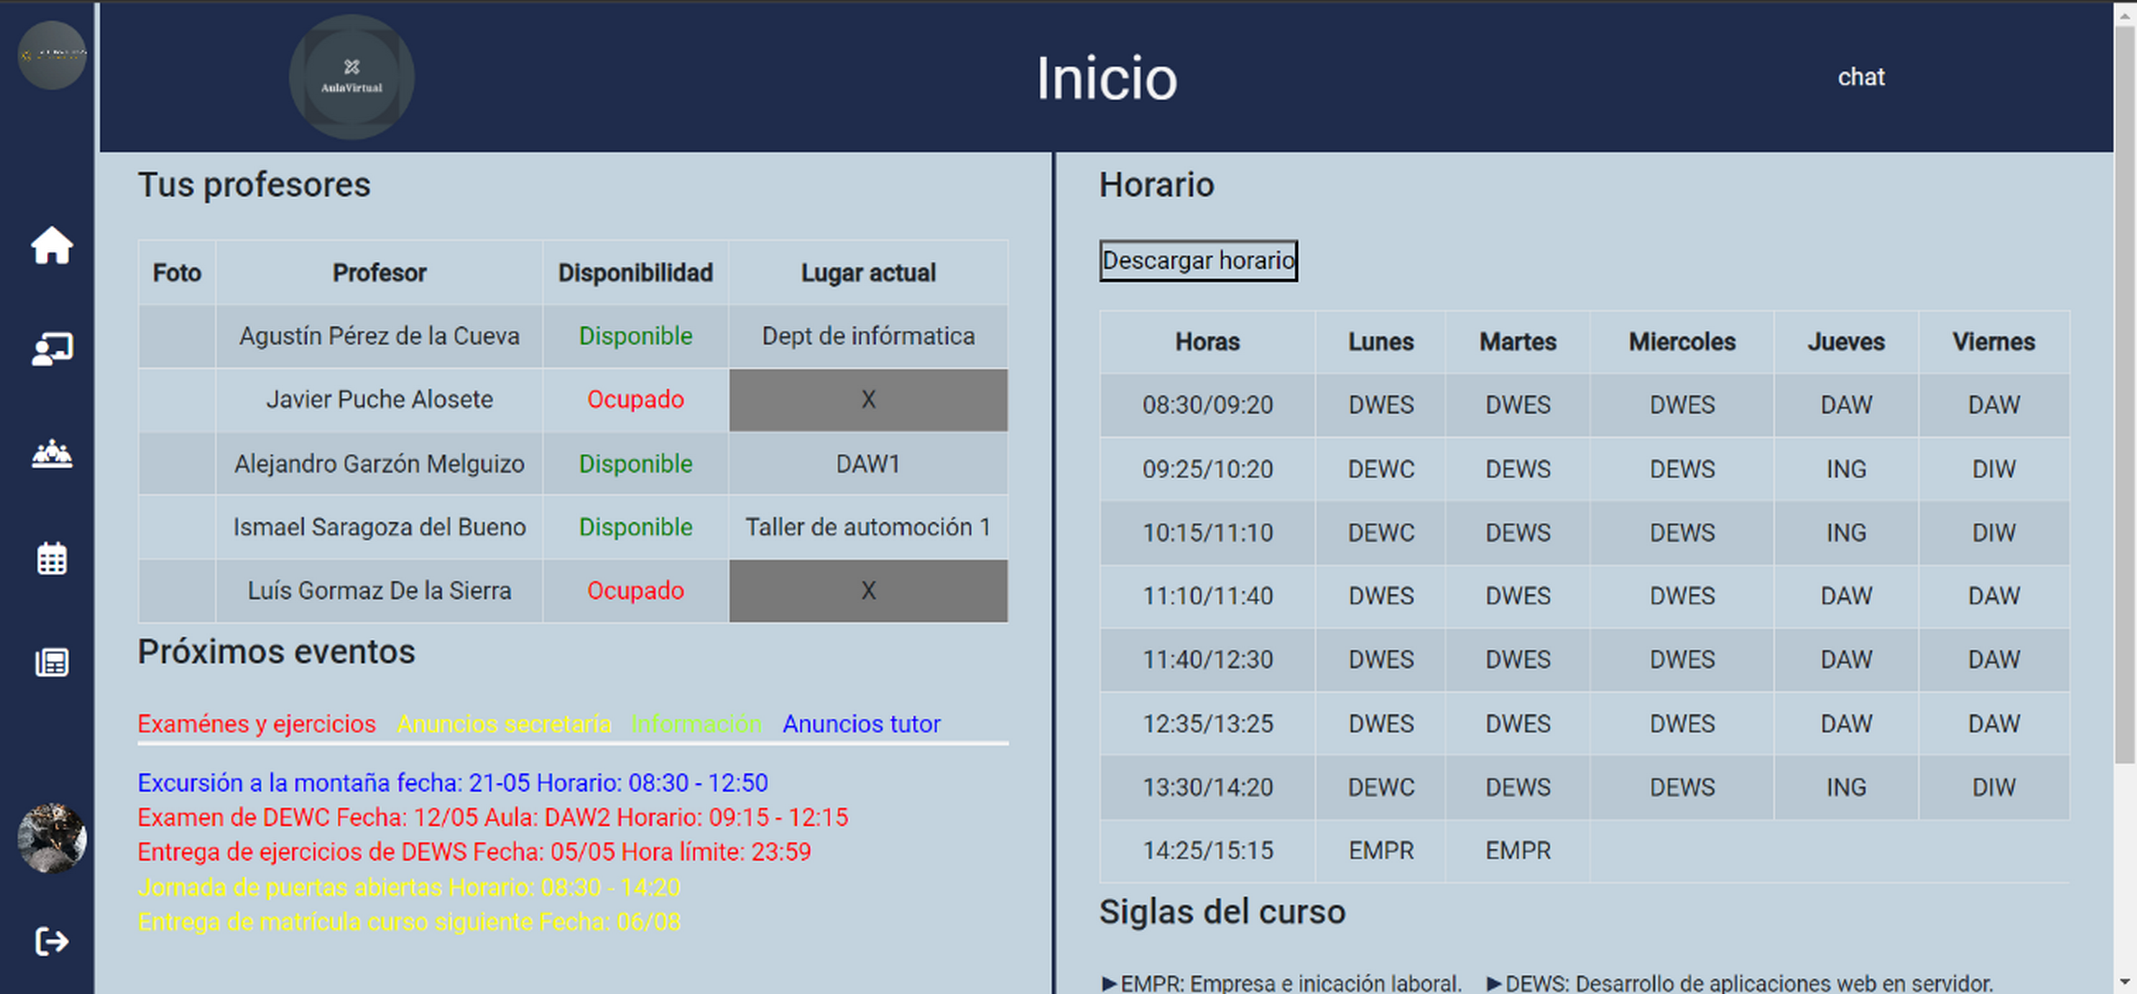 AulaVirtual
Inicio
chat
Tus profesores
Foto Profesor Disponibilidad Lugar actual
Agustín Pérez de la Cueva Disponible Dept de infórmatica
Javier Puche Alosete Ocupado X
Alejandro Garzón Melguizo Disponible DAW1
Ismael Saragoza del Bueno Disponible Taller de automoción 1
Luís Gormaz De la Sierra Ocupado X
Próximos eventos
Examénes y ejercicios Anuncios secretaría Información Anuncios tutor
Excursión a la montaña fecha: 21-05 Horario: 08:30 - 12:50
Examen de DEWC Fecha: 12/05 Aula: DAW2 Horario: 09:15 - 12:15
Entrega de ejercicios de DEWS Fecha: 05/05 Hora límite: 23:59
Jornada de puertas abiertas Horario: 08:30 - 14:20
Entrega de matrícula curso siguiente Fecha: 06/08
Horario
Descargar horario
Horas Lunes Martes Miercoles Jueves Viernes
08:30/09:20 DWES DWES DWES DAW DAW
09:25/10:20 DEWC DEWS DEWS ING DIW
10:15/11:10 DEWC DEWS DEWS ING DIW
11:10/11:40 DWES DWES DWES DAW DAW
11:40/12:30 DWES DWES DWES DAW DAW
12:35/13:25 DWES DWES DWES DAW DAW
13:30/14:20 DEWC DEWS DEWS ING DIW
14:25/15:15 EMPR EMPR
Siglas del curso
►EMPR: Empresa e inicación laboral. ►DEWS: Desarrollo de aplicaciones web en servidor.